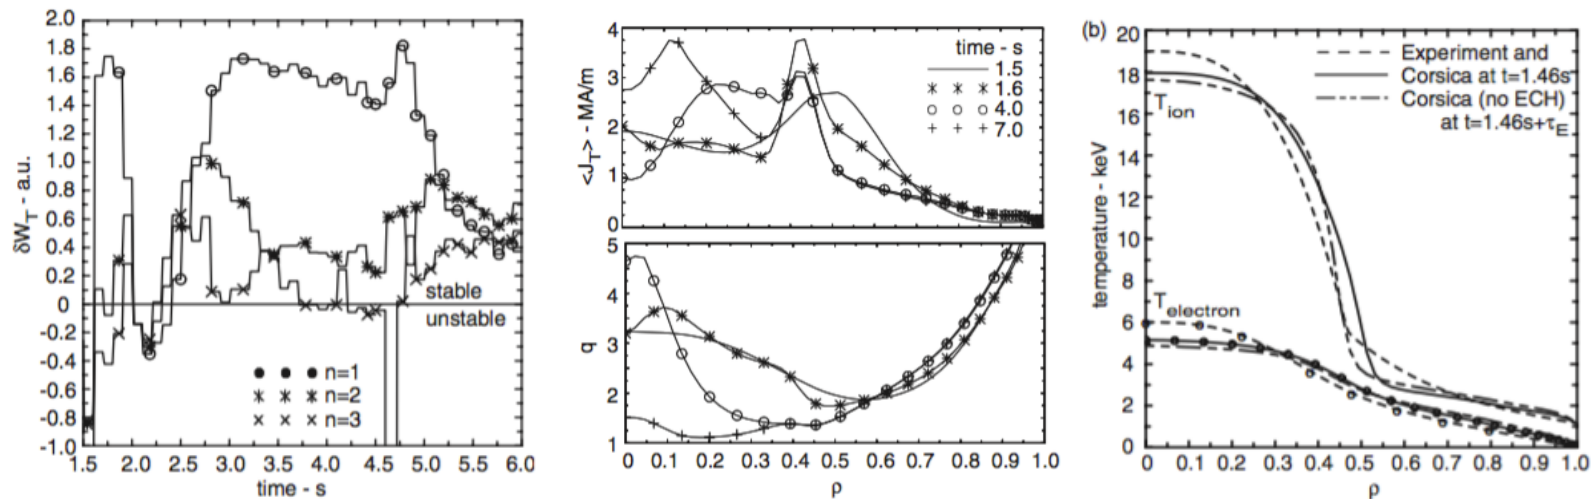 2.0
1.8
1.6
1.4
1.2
1.0
0.8
0.6
0.4
0.2
0
-0.2
-0.4
-0.6
-0.8
-1.0
δW_T - a.u.
stable
unstable
n=1
n=2
n=3
1.5 2.0 2.5 3.0 3.5 4.0 4.5 5.0 5.5 6.0
time - s
4
3
2
1
0
<J_T> - MA/m
time - s
1.5
1.6
4.0
7.0
5
4
3
2
1
q
0 0.1 0.2 0.3 0.4 0.5 0.6 0.7 0.8 0.9 1.0
ρ
(b)
20
18
16
14
12
10
8
6
4
2
0
temperature - keV
Experiment and
Corsica at t=1.46s
Corsica (no ECH)
at t=1.46s+τ_E
T_ion
T_electron
0 0.1 0.2 0.3 0.4 0.5 0.6 0.7 0.8 0.9 1.0
ρ